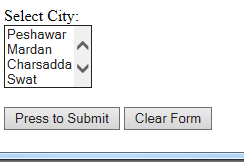 Select City:
Peshawar
Mardan
Charsadda
Swat
Press to Submit Clear Form